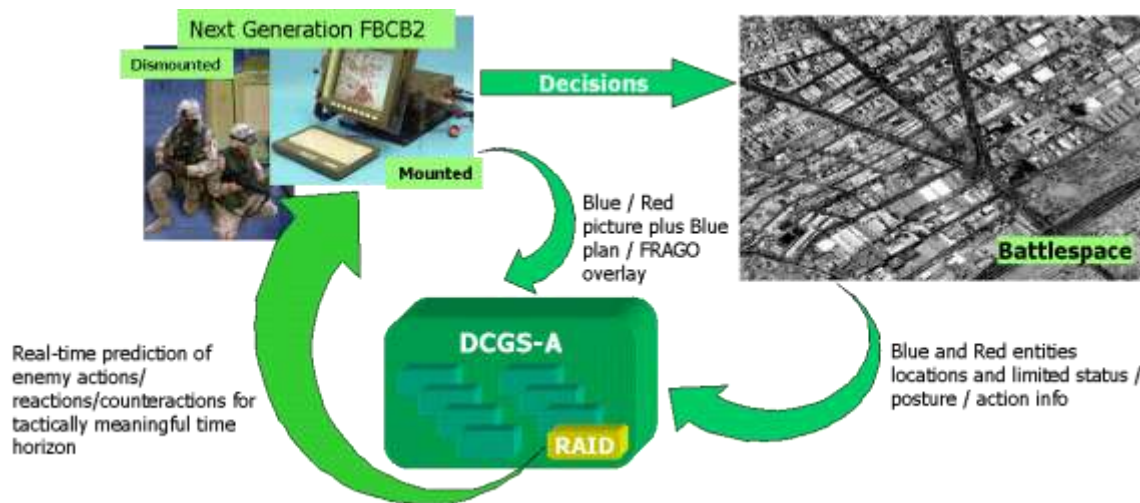 Next Generation FBCB2
Dismounted
Mounted
Decisions
Battlespace
Blue / Red
picture plus Blue
plan / FRAGO
overlay
DCGS-A
RAID
Blue and Red entities
locations and limited status /
posture / action info
Real-time prediction of
enemy actions/
reactions/counteractions for
tactically meaningful time
horizon